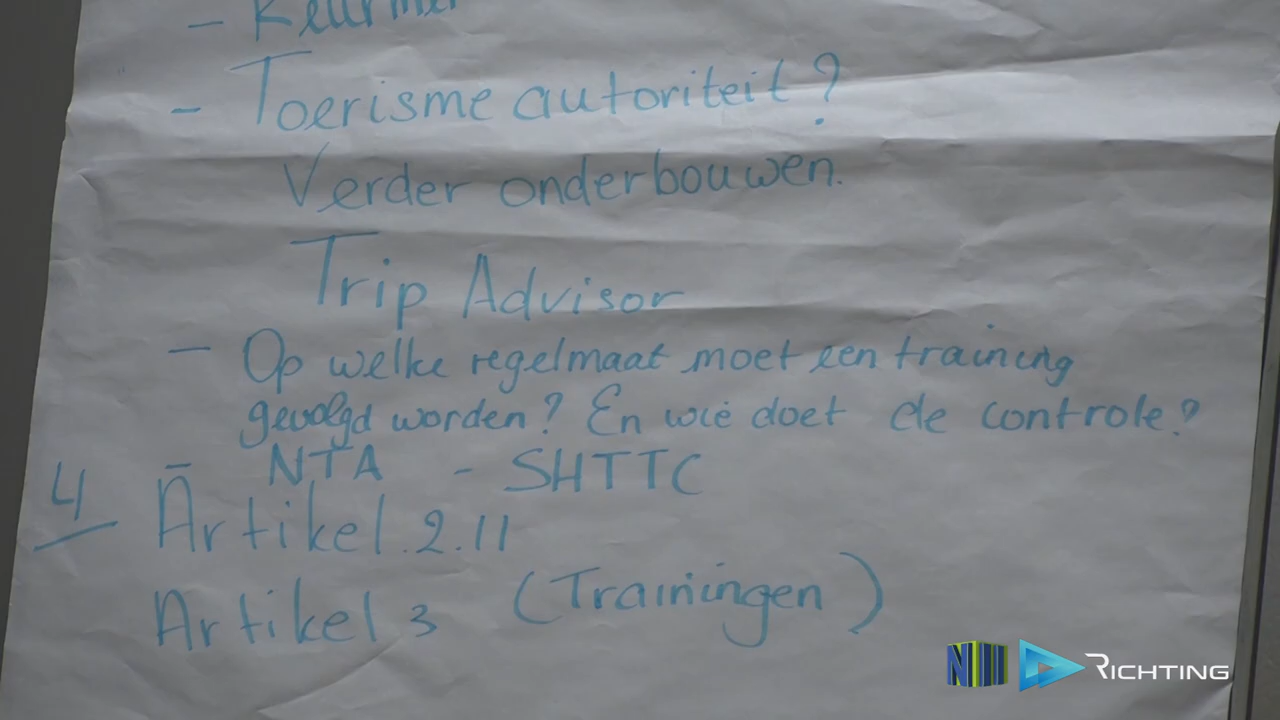 - Toerisme autoriteit?
Verder onderbouwen.
Trip Advisor
- Op welke regelmaat moet een training
gevolgd worden? En wie doet de controle?
- NTA - SHTTC
4 Artikel.2.11
Artikel 3 (Trainingen)
RICHTING